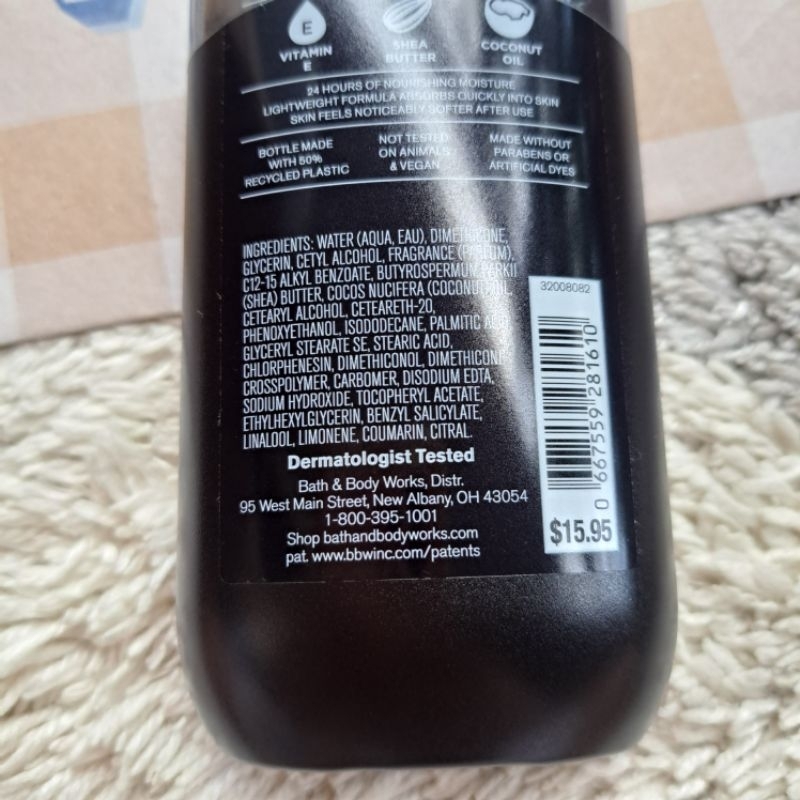 E
VITAMIN
E
SHEA
BUTTER
COCONUT
OIL
24 HOURS OF NOURISHING MOISTURE
LIGHTWEIGHT FORMULA ABSORBS QUICKLY INTO SKIN
SKIN FEELS NOTICEABLY SOFTER AFTER USE
BOTTLE MADE
WITH 50%
RECYCLED PLASTIC
NOT TESTED
ON ANIMALS
& VEGAN
MADE WITHOUT
PARABENS OR
ARTIFICIAL DYES
INGREDIENTS: WATER (AQUA, EAU), DIMETHICONE,
GLYCERIN, CETYL ALCOHOL, FRAGRANCE (PARFUM),
C12-15 ALKYL BENZOATE, BUTYROSPERMUM PARKII
(SHEA) BUTTER, COCOS NUCIFERA (COCONUT) OIL,
CETEARYL ALCOHOL, CETEARETH-20,
PHENOXYETHANOL, ISODODECANE, PALMITIC ACID,
GLYCERYL STEARATE SE, STEARIC ACID,
CHLORPHENESIN, DIMETHICONOL, DIMETHICONE
CROSSPOLYMER, CARBOMER, DISODIUM EDTA,
SODIUM HYDROXIDE, TOCOPHERYL ACETATE,
ETHYLHEXYLGLYCERIN, BENZYL SALICYLATE,
LINALOOL, LIMONENE, COUMARIN, CITRAL.
Dermatologist Tested
Bath & Body Works, Distr.
95 West Main Street, New Albany, OH 43054
1-800-395-1001
Shop bathandbodyworks.com
pat. www.bbwinc.com/patents
32008082
0 667559 281610
$15.95